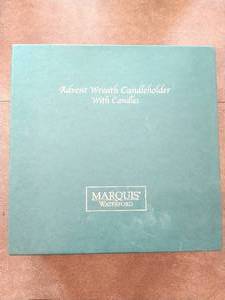 Advent Wreath Candleholder
With Candles
MARQUIS®
WATERFORD